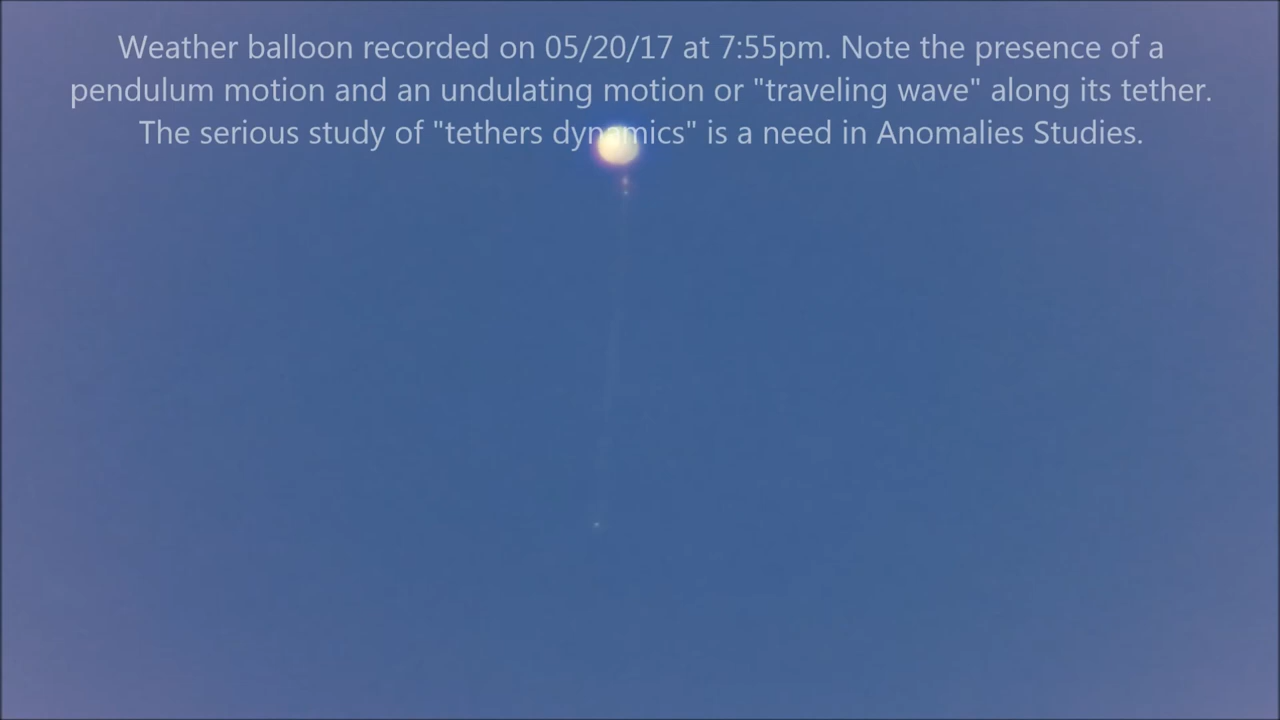 Weather balloon recorded on 05/20/17 at 7:55pm. Note the presence of a
pendulum motion and an undulating motion or "traveling wave" along its tether.
The serious study of "tethers dynamics" is a need in Anomalies Studies.